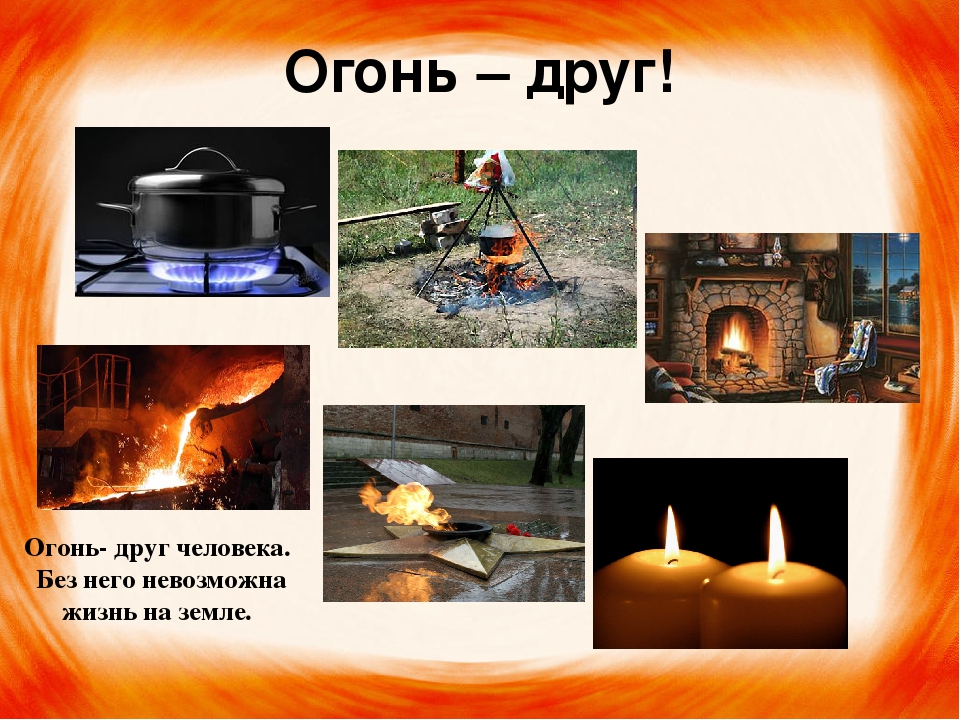 Огонь – друг!
Огонь- друг человека.
Без него невозможна
жизнь на земле.